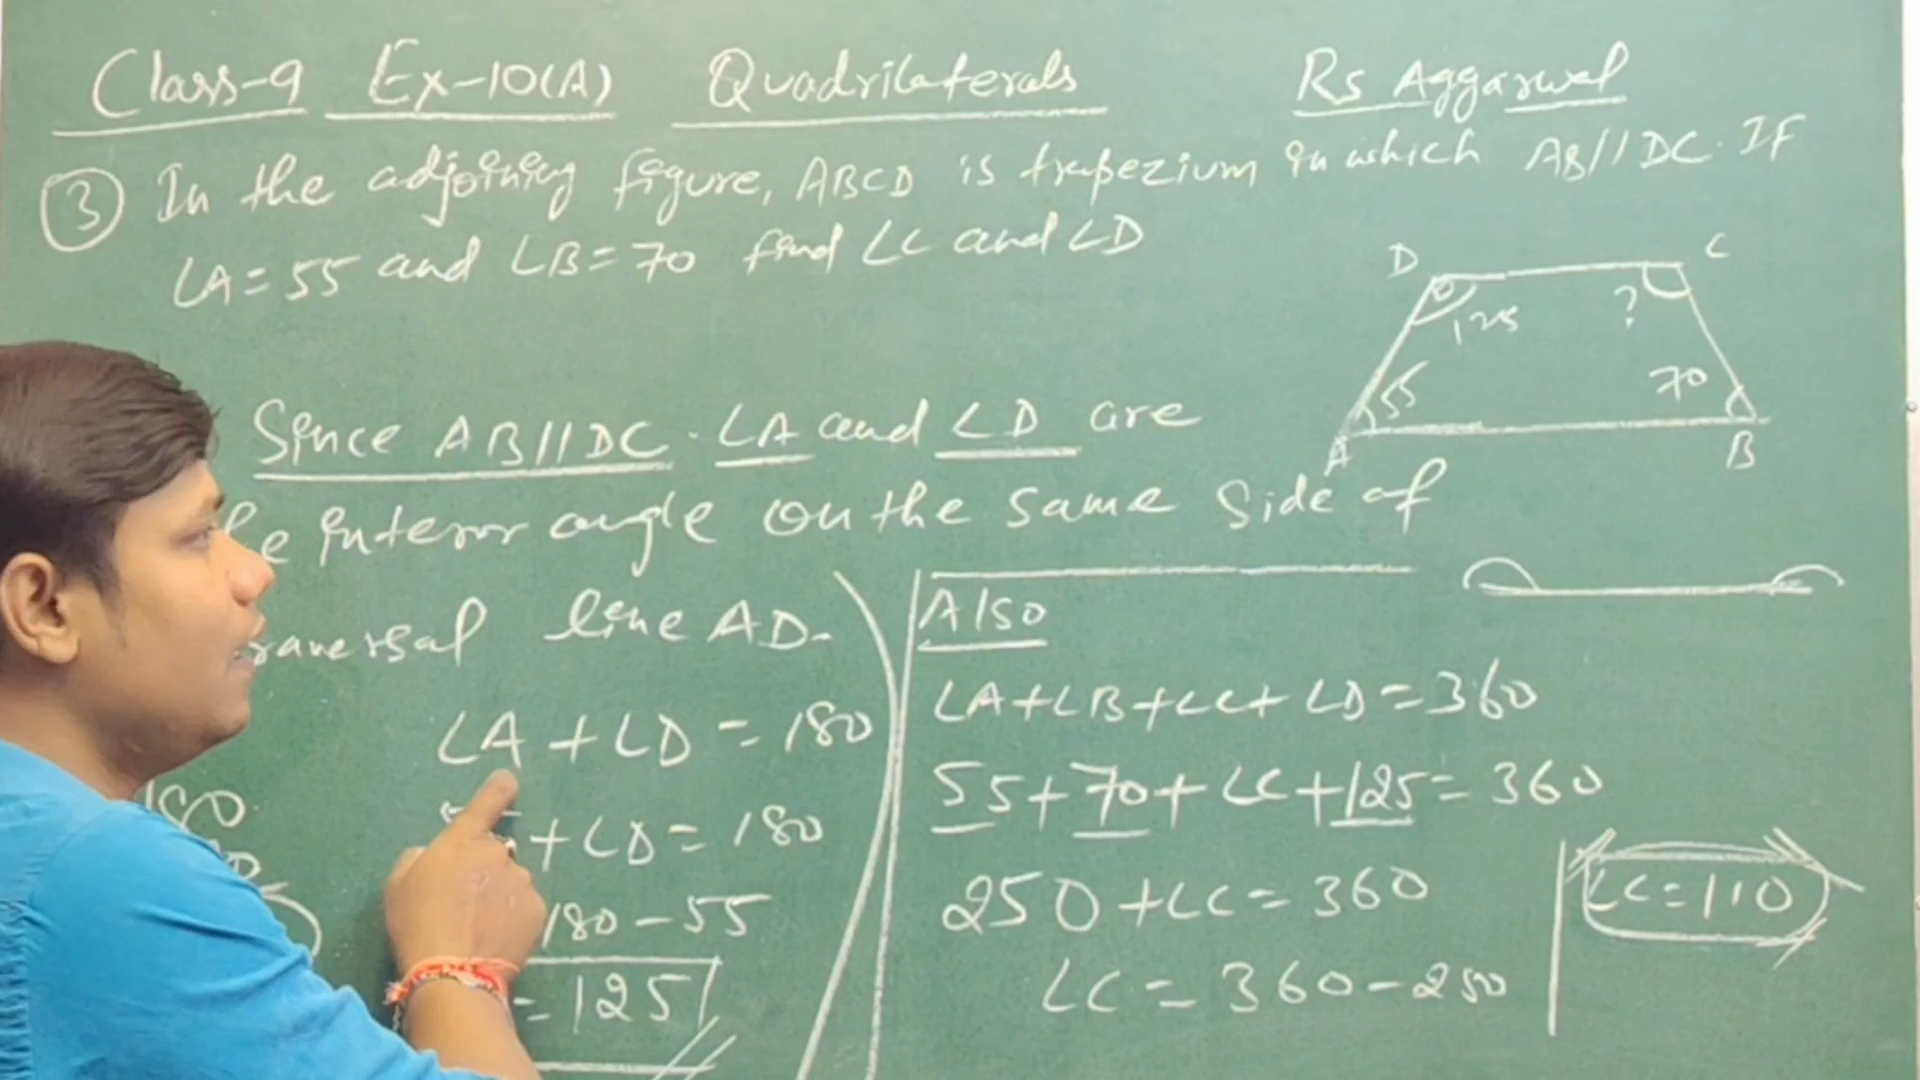 Class-9 Ex-10(A) Quadrilaterals Rs Aggarwal
③ In the adjoining figure, ABCD is trapezium in which AB//DC. If
∠A=55 and ∠B=70 find ∠C and ∠D
D C
125 ?
55 70
A B
Since AB//DC. ∠A and ∠D are
interior angle on the same side of
line AD.
∠A+∠D=180
+∠D=180
180-55
=125
180
Also
∠A+∠B+∠C+∠D=360
55+70+∠C+125=360
250+∠C=360
∠C=360-250
∠C=110